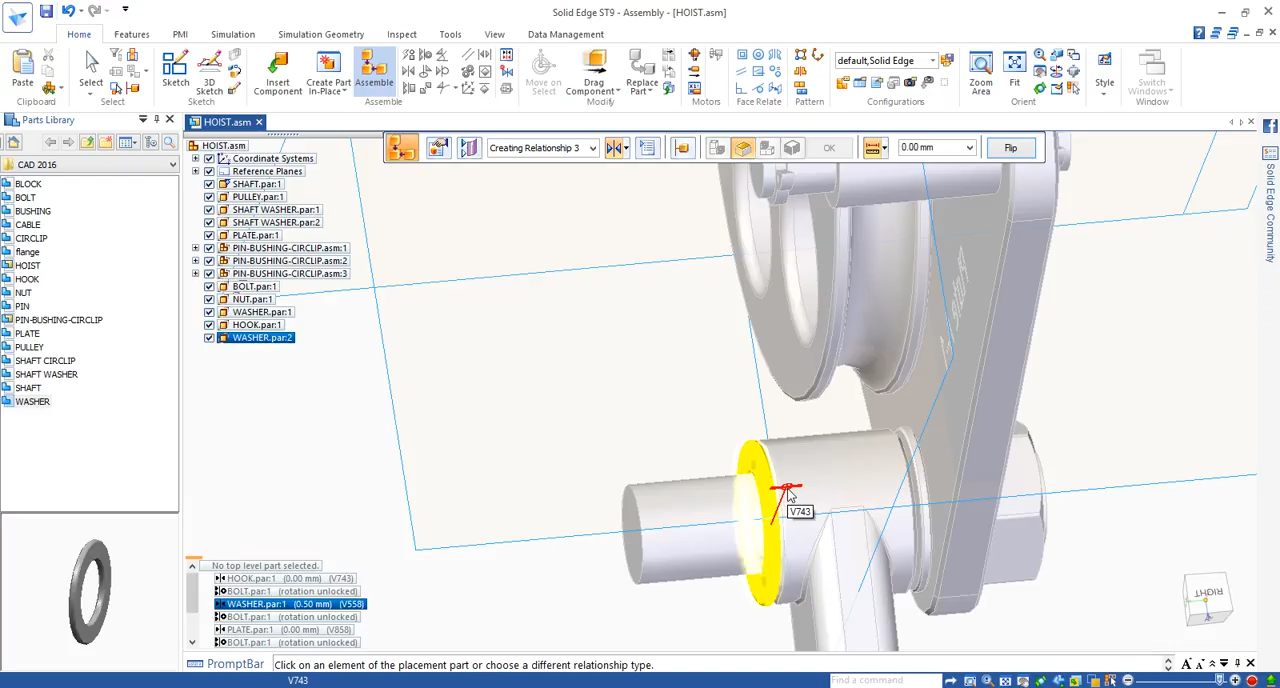 Solid Edge ST9 - Assembly - [HOIST.asm]
Home
Features
PMI
Simulation
Simulation Geometry
Inspect
Tools
View
Data Management
Paste
Select
Sketch
3D Sketch
Insert Component
Create Part In-Place
Assemble
Move on Select
Drag Component
Replace Part
default,Solid Edge
Zoom Area
Fit
Style
Switch Windows
Clipboard
Select
Sketch
Assemble
Modify
Motors
Face Relate
Pattern
Configurations
Orient
Window
Parts Library
HOIST.asm
Creating Relationship 3
OK
0.00 mm
Flip
CAD 2016
BLOCK
BOLT
BUSHING
CABLE
CIRCLIP
flange
HOIST
HOOK
NUT
PIN
PIN-BUSHING-CIRCLIP
PLATE
PULLEY
SHAFT CIRCLIP
SHAFT WASHER
SHAFT
WASHER
HOIST.asm
Coordinate Systems
Reference Planes
SHAFT.par:1
PULLEY.par:1
SHAFT WASHER.par:1
SHAFT WASHER.par:2
PLATE.par:1
PIN-BUSHING-CIRCLIP.asm:1
PIN-BUSHING-CIRCLIP.asm:2
PIN-BUSHING-CIRCLIP.asm:3
BOLT.par:1
NUT.par:1
WASHER.par:1
HOOK.par:1
WASHER.par:2
V743
RIGHT
Solid Edge Community
No top level part selected.
HOOK.par:1 (0.00 mm) (V743)
BOLT.par:1 (rotation unlocked)
WASHER.par:1 (0.50 mm) (V558)
BOLT.par:1 (rotation unlocked)
PLATE.par:1 (0.00 mm) (V858)
BOLT.par:1 (rotation unlocked)
PromptBar
Click on an element of the placement part or choose a different relationship type.
V743
Find a command